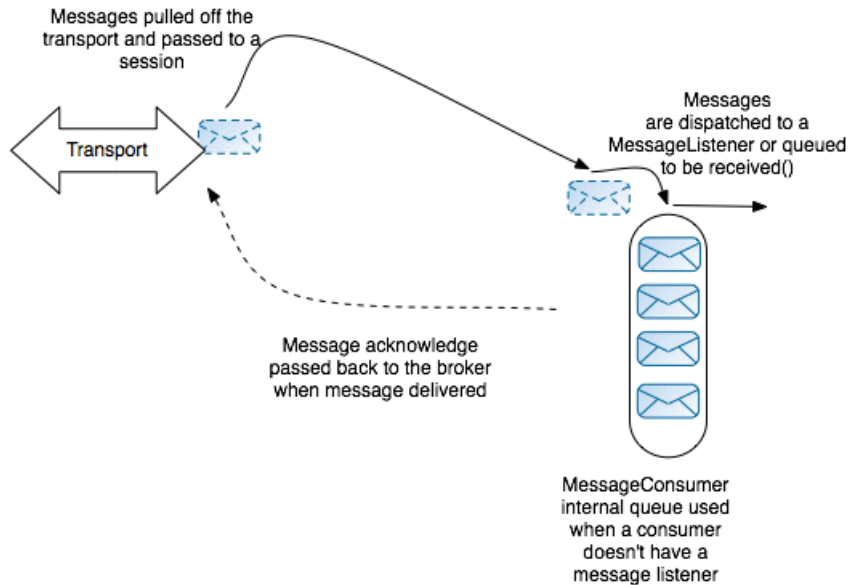 Messages pulled off the
transport and passed to a
session
Transport
Messages
are dispatched to a
MessageListener or queued
to be received()
Message acknowledge
passed back to the broker
when message delivered
MessageConsumer
internal queue used
when a consumer
doesn't have a
message listener